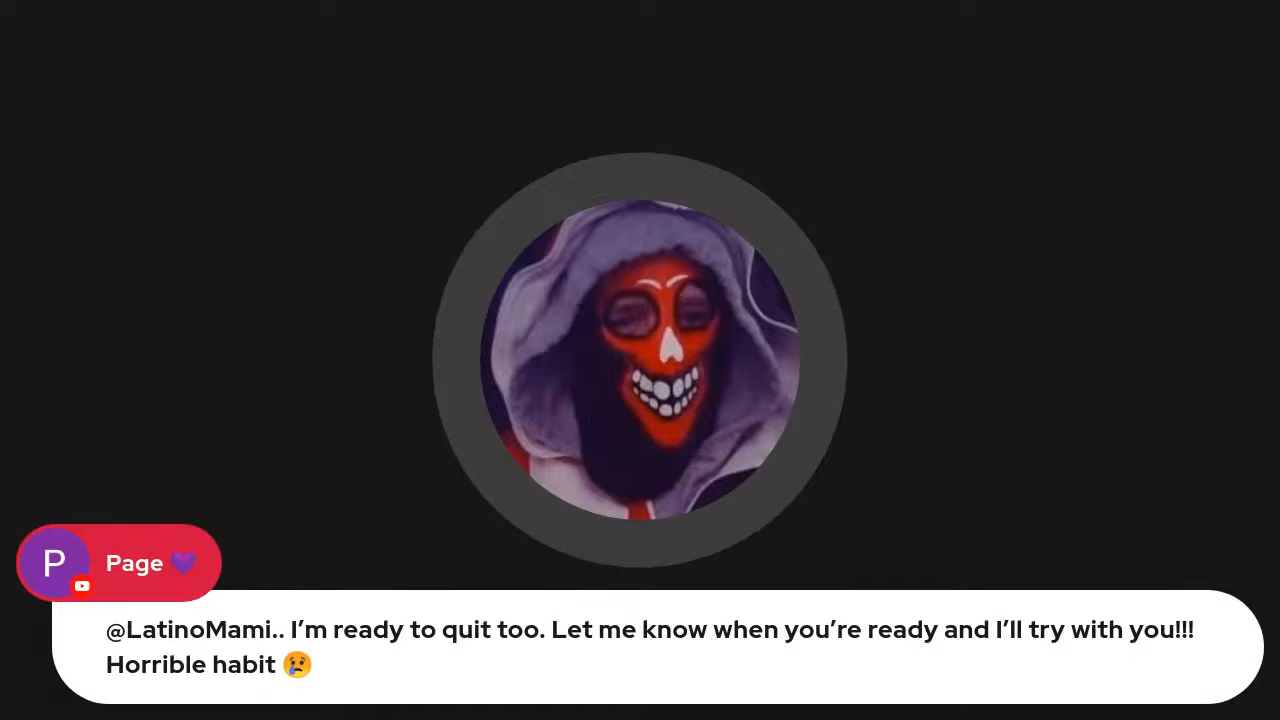 P
Page 💜
@LatinoMami.. I’m ready to quit too. Let me know when you’re ready and I’ll try with you!!!
Horrible habit 😢